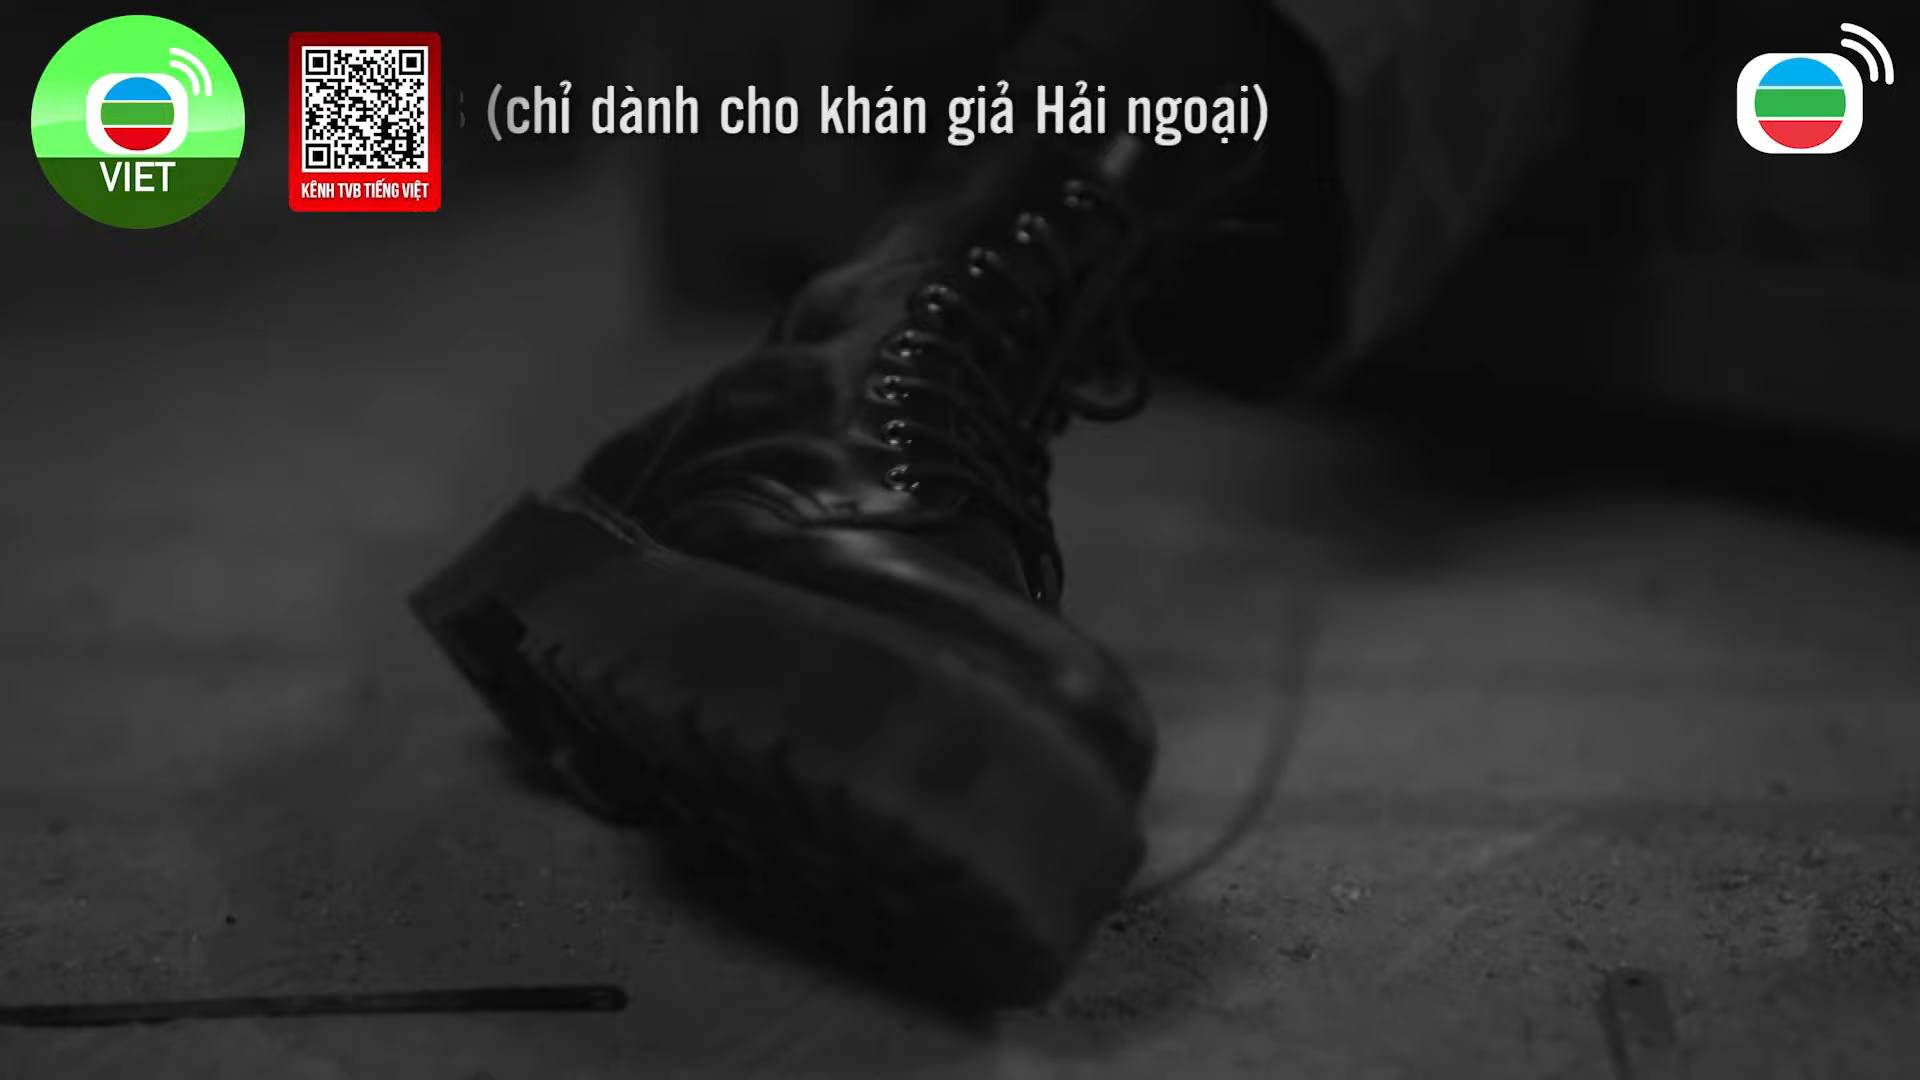 VIET
KÊNH TVB TIẾNG VIỆT
(chỉ dành cho khán giả Hải ngoại)